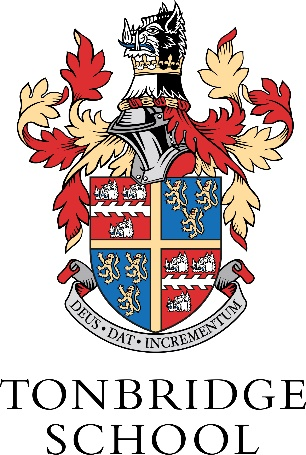 DEUS · DAT · INCREMENTUM
TONBRIDGE
SCHOOL